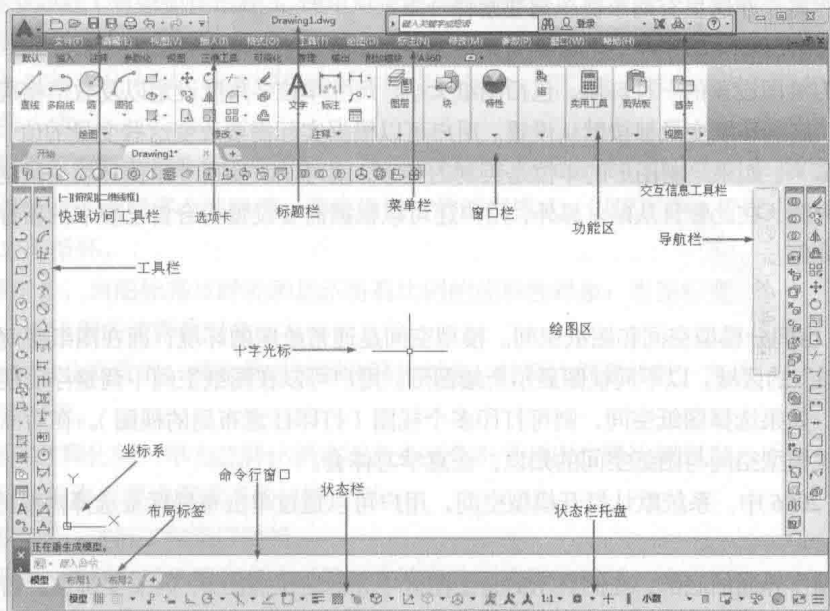 Drawing1.dwg
键入关键字或短语
登录
文件(F) 编辑(E) 视图(V) 插入(I) 格式(O) 工具(T) 绘图(D) 标注(N) 修改(M) 参数(P) 窗口(W) 帮助(H)
默认 插入 注释 参数化 视图 三维工具 可视化 管理 输出 附加模块 A360
直线 多段线 圆 圆弧 文字 标注 图层 块 特性 组 实用工具 剪贴板 基点
绘图 修改 注释 视图
开始 Drawing1* +
[-][俯视][二维线框]
快速访问工具栏
选项卡
标题栏
菜单栏
窗口栏
功能区
交互信息工具栏
导航栏
工具栏
绘图区
十字光标
坐标系
Y
X
命令行窗口
布局标签
状态栏
状态栏托盘
正在重生成模型。
键入命令
模型 布局1 布局2 +
模型 1:1 小数